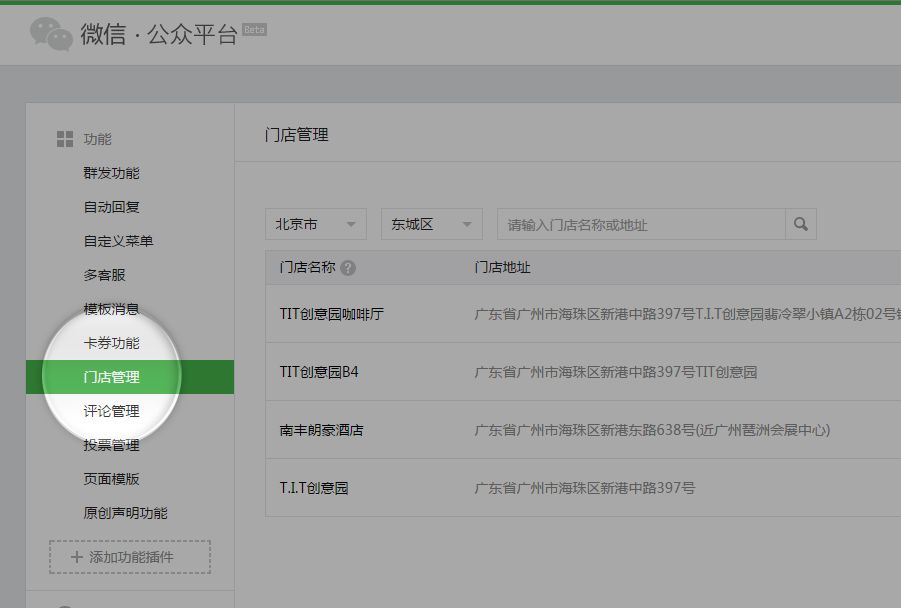 微信·公众平台 Beta
功能
群发功能
自动回复
自定义菜单
多客服
模板消息
卡券功能
门店管理
评论管理
投票管理
页面模版
原创声明功能
添加功能插件
门店管理
北京市 东城区 请输入门店名称或地址
门店名称 ? 门店地址
TIT创意园咖啡厅 广东省广州市海珠区新港中路397号T.I.T创意园翡冷翠小镇A2栋02号
TIT创意园B4 广东省广州市海珠区新港中路397号TIT创意园
南丰朗豪酒店 广东省广州市海珠区新港东路638号(近广州琶洲会展中心)
T.I.T创意园 广东省广州市海珠区新港中路397号